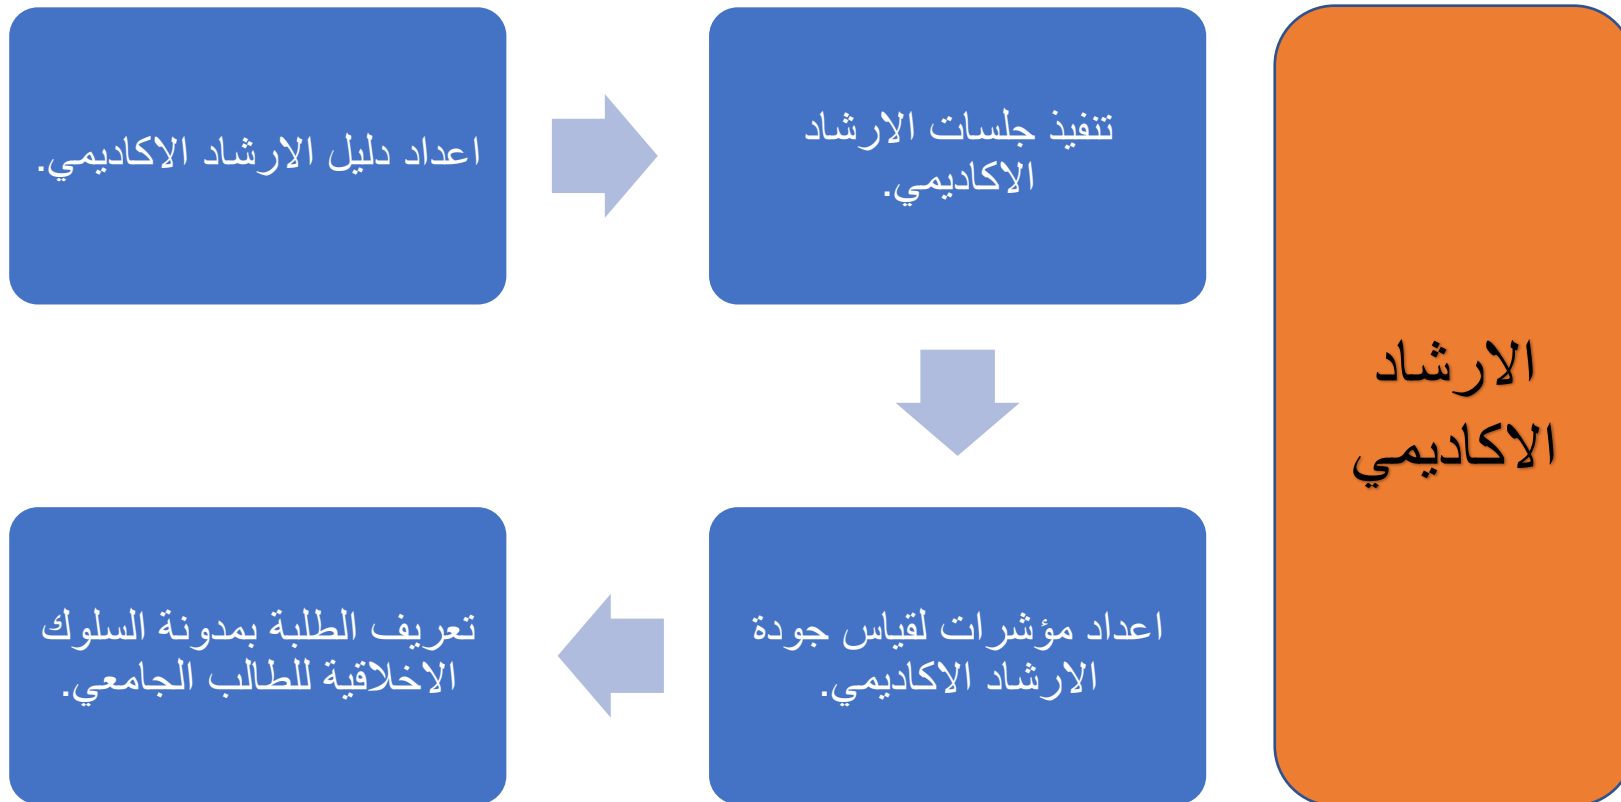 الارشاد
الاكاديمي
اعداد دليل الارشاد الاكاديمي.
تنفيذ جلسات الارشاد
الاكاديمي.
اعداد مؤشرات لقياس جودة
الارشاد الاكاديمي.
تعريف الطلبة بمدونة السلوك
الاخلاقية للطالب الجامعي.